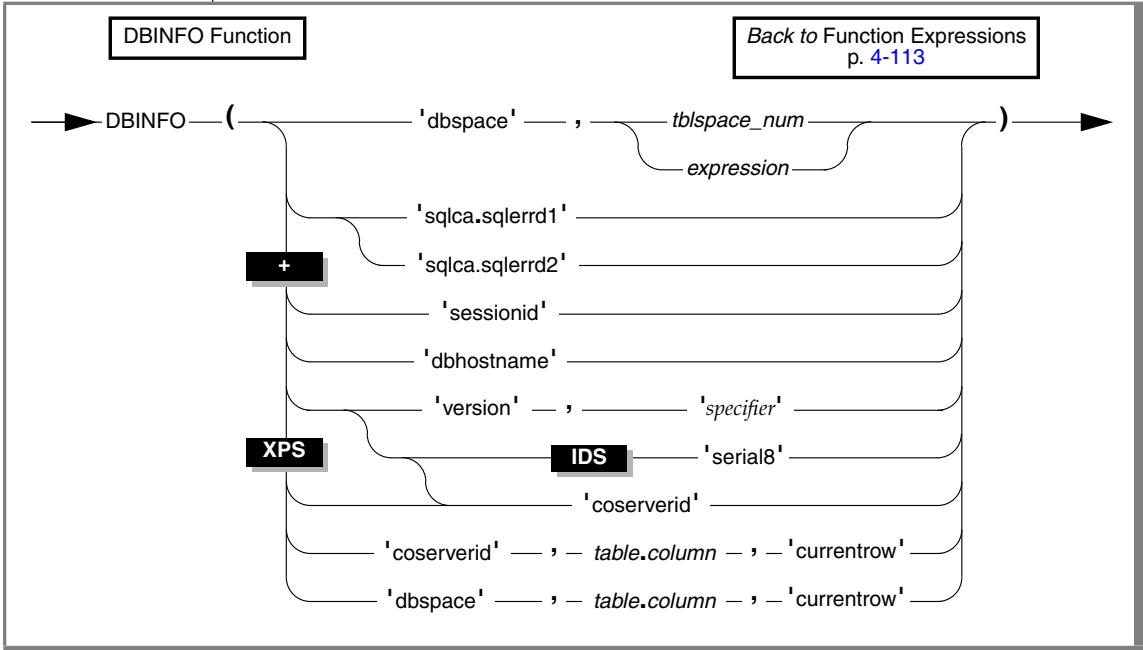 DBINFO Function
Back to Function Expressions
p. 4-113
DBINFO ( 'dbspace' , tblspace_num )
expression
'sqlca.sqlerrd1'
'sqlca.sqlerrd2'
+
'sessionid'
'dbhostname'
'version' , 'specifier'
XPS IDS 'serial8'
'coserverid'
'coserverid' , table.column , 'currentrow'
'dbspace' , table.column , 'currentrow'